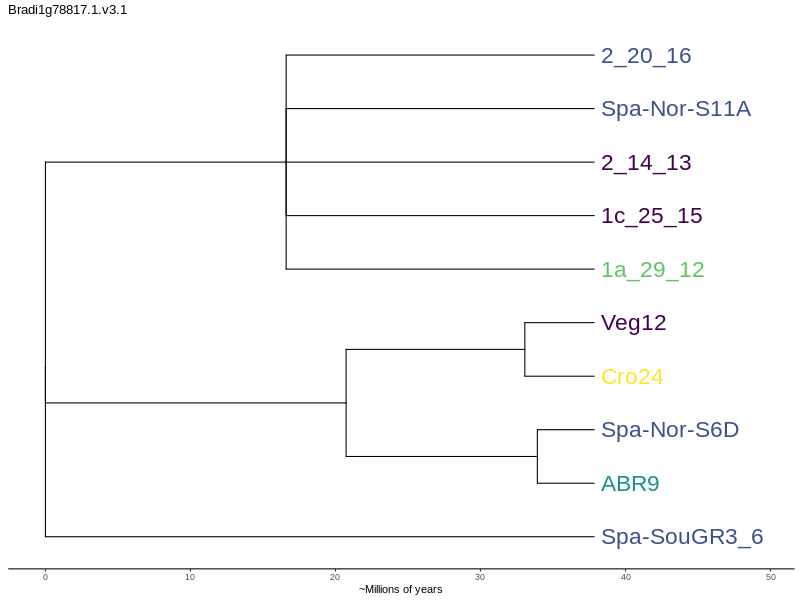 Bradi1g78817.1.v3.1
2_20_16
Spa-Nor-S11A
2_14_13
1c_25_15
1a_29_12
Veg12
Cro24
Spa-Nor-S6D
ABR9
Spa-SouGR3_6
0 10 20 30 40 50
~Millions of years